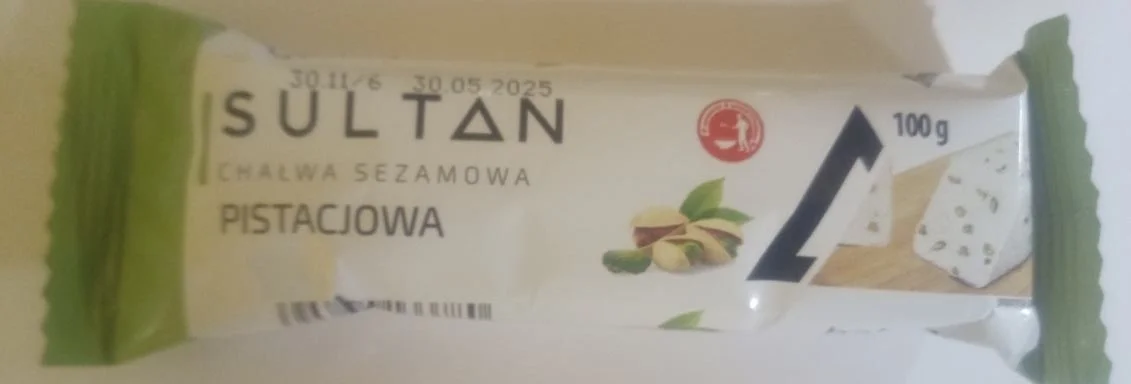 30.11/6 30.05.2025
SULTAN
CHAŁWA SEZAMOWA
PISTACJOWA
100 g